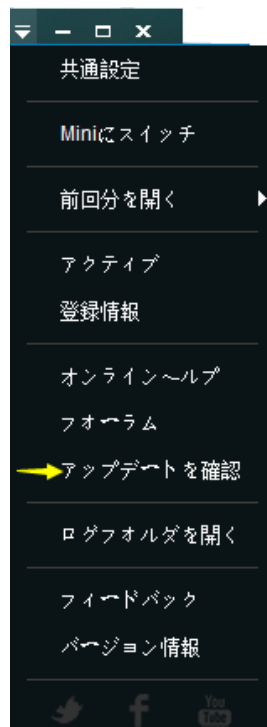 共通設定
Miniにスイッチ
前回分を開く
アクティブ
登録情報
オンラインヘルプ
フォーラム
アップデートを確認
ログフォルダを開く
フィードバック
バージョン情報
You
Tube